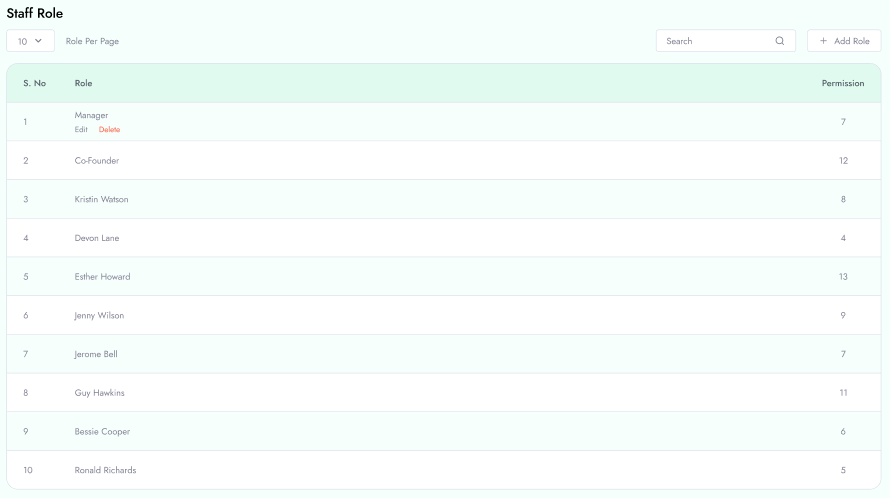 Staff Role
10 Role Per Page Search + Add Role
S. No Role Permission
1 Manager 7
Edit Delete
2 Co-Founder 12
3 Kristin Watson 8
4 Devon Lane 4
5 Esther Howard 13
6 Jenny Wilson 9
7 Jerome Bell 7
8 Guy Hawkins 11
9 Bessie Cooper 6
10 Ronald Richards 5